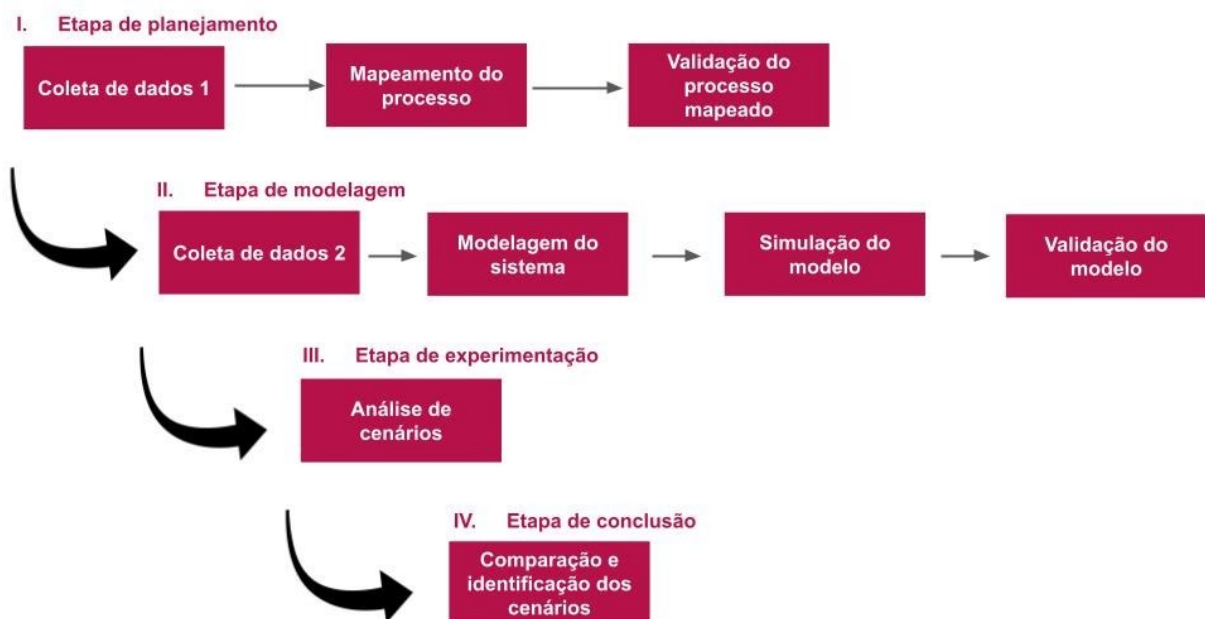 I. Etapa de planejamento
Coleta de dados 1
Mapeamento do
processo
Validação do
processo
mapeado
II. Etapa de modelagem
Coleta de dados 2
Modelagem do
sistema
Simulação do
modelo
Validação do
modelo
III. Etapa de experimentação
Análise de
cenários
IV. Etapa de conclusão
Comparação e
identificação dos
cenários